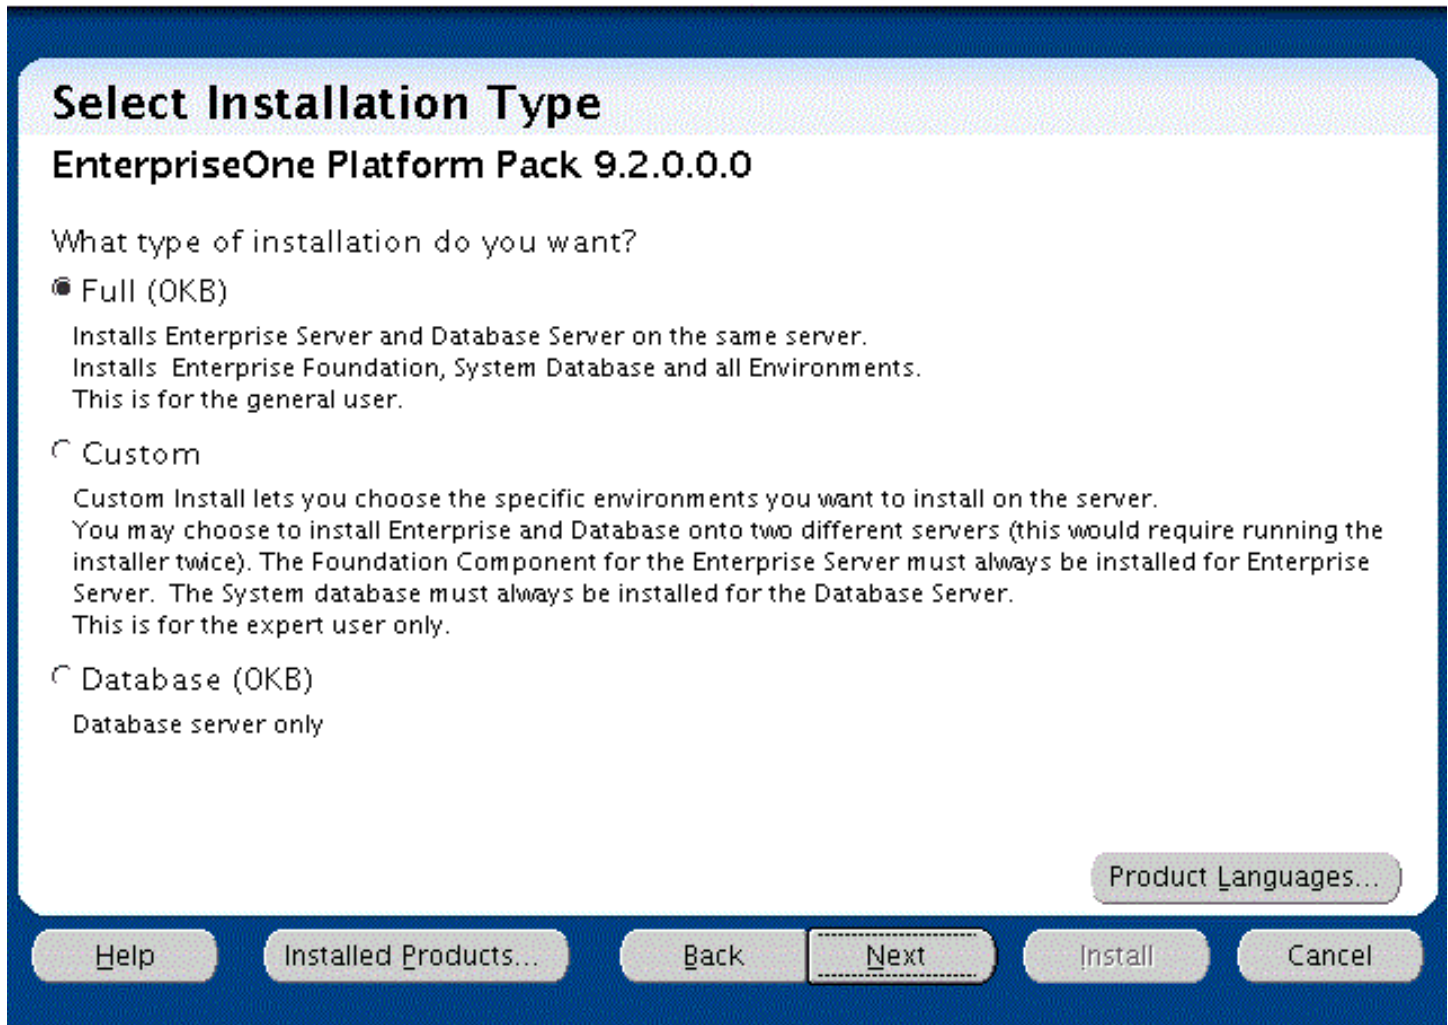 Select Installation Type
EnterpriseOne Platform Pack 9.2.0.0.0
What type of installation do you want?
Full (0KB)
Installs Enterprise Server and Database Server on the same server.
Installs Enterprise Foundation, System Database and all Environments.
This is for the general user.
Custom
Custom Install lets you choose the specific environments you want to install on the server.
You may choose to install Enterprise and Database onto two different servers (this would require running the
installer twice). The Foundation Component for the Enterprise Server must always be installed for Enterprise
Server. The System database must always be installed for the Database Server.
This is for the expert user only.
Database (0KB)
Database server only
Product Languages...
Help
Installed Products...
Back
Next
Install
Cancel